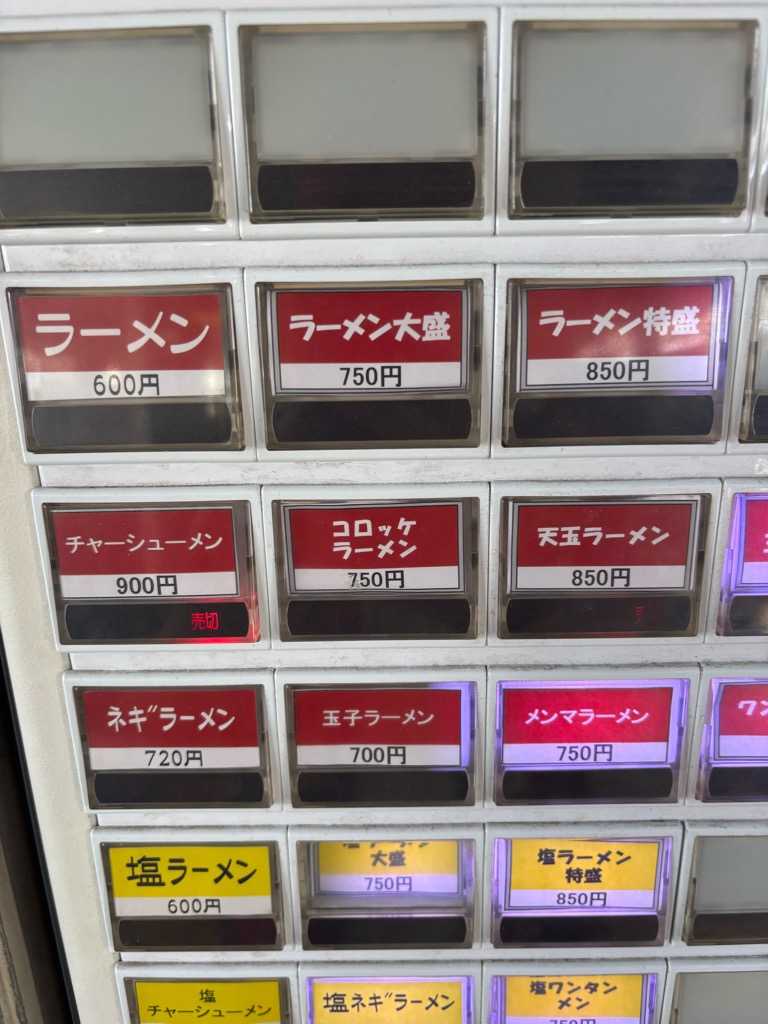 ラーメン
600円
ラーメン大盛
750円
ラーメン特盛
850円
チャーシューメン
900円
売切
コロッケ
ラーメン
750円
天玉ラーメン
850円
ネギラーメン
720円
玉子ラーメン
700円
メンマラーメン
750円
ワン
塩ラーメン
600円
大盛
750円
塩ラーメン
特盛
850円
塩
チャーシューメン
塩ネギラーメン
塩ワンタン
メン